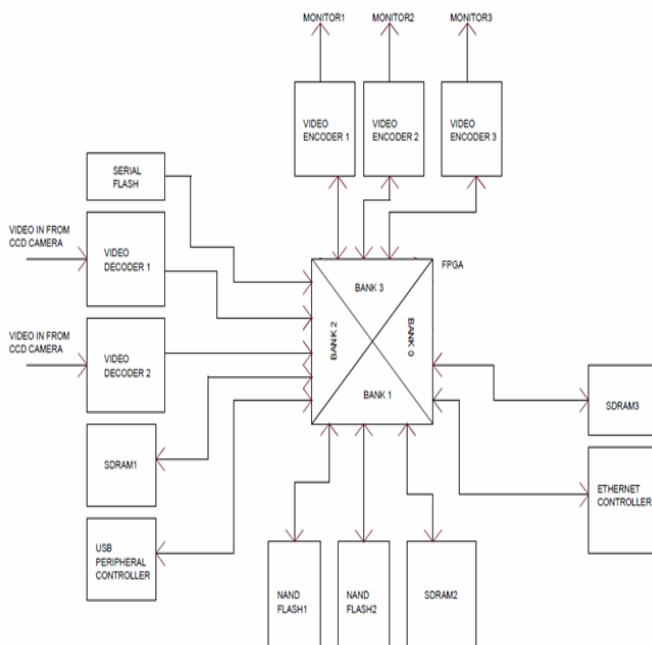 MONITOR1
MONITOR2
MONITOR3
VIDEO
ENCODER 1
VIDEO
ENCODER 2
VIDEO
ENCODER 3
SERIAL
FLASH
VIDEO IN FROM
CCD CAMERA
VIDEO
DECODER 1
FPGA
BANK 3
BANK 2
BANK 0
BANK 1
VIDEO IN FROM
CCD CAMERA
VIDEO
DECODER 2
SDRAM3
SDRAM1
ETHERNET
CONTROLLER
USB
PERIPHERAL
CONTROLLER
NAND
FLASH1
NAND
FLASH2
SDRAM2